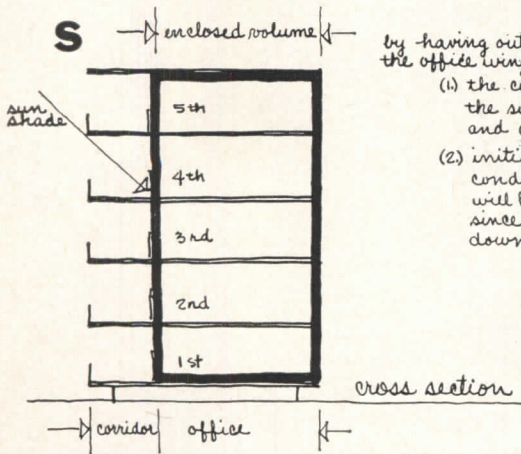 S
enclosed volume
by having out
the office win
(1.) the c
the s
and
(2.) initi
cond
will
since
down
sun
shade
5th
4th
3rd
2nd
1st
cross section
corridor
office